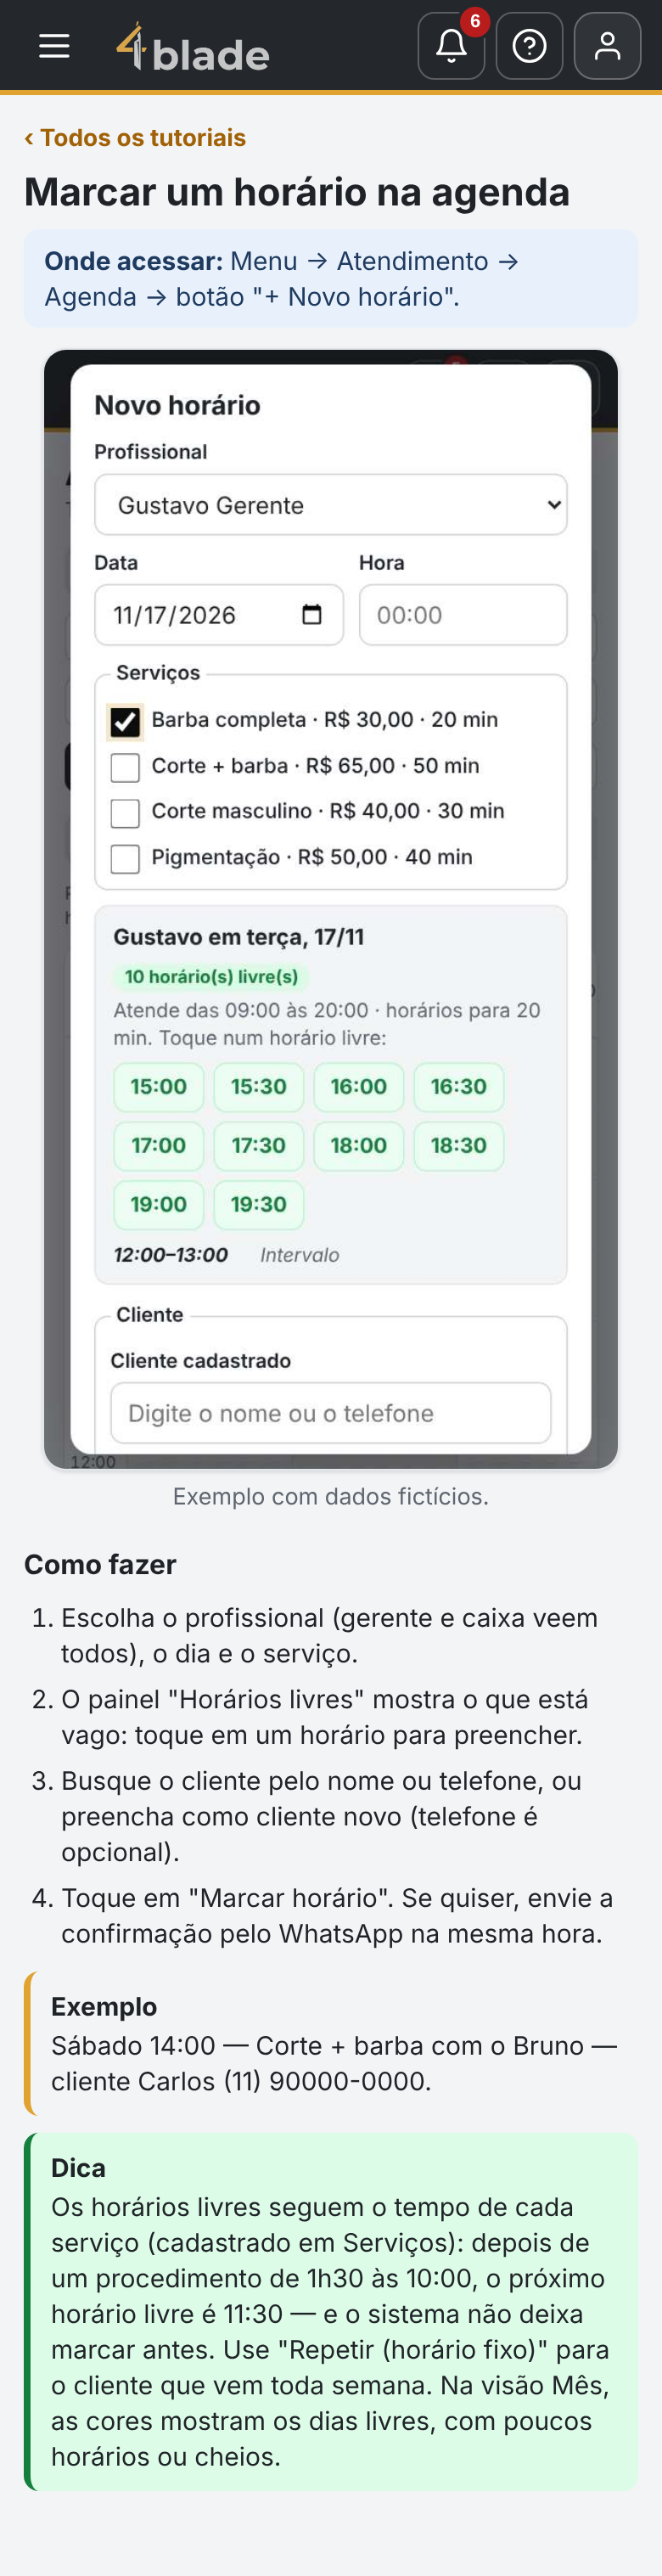 4blade
6
‹ Todos os tutoriais
Marcar um horário na agenda
Onde acessar: Menu → Atendimento →
Agenda → botão "+ Novo horário".
Novo horário
Profissional
Gustavo Gerente
Data
Hora
11/17/2026
00:00
Serviços
Barba completa · R$ 30,00 · 20 min
Corte + barba · R$ 65,00 · 50 min
Corte masculino · R$ 40,00 · 30 min
Pigmentação · R$ 50,00 · 40 min
Gustavo em terça, 17/11
10 horário(s) livre(s)
Atende das 09:00 às 20:00 · horários para 20
min. Toque num horário livre:
15:00 15:30 16:00 16:30
17:00 17:30 18:00 18:30
19:00 19:30
12:00–13:00 Intervalo
Cliente
Cliente cadastrado
Digite o nome ou o telefone
12:00
Exemplo com dados fictícios.
Como fazer
1. Escolha o profissional (gerente e caixa veem
todos), o dia e o serviço.
2. O painel "Horários livres" mostra o que está
vago: toque em um horário para preencher.
3. Busque o cliente pelo nome ou telefone, ou
preencha como cliente novo (telefone é
opcional).
4. Toque em "Marcar horário". Se quiser, envie a
confirmação pelo WhatsApp na mesma hora.
Exemplo
Sábado 14:00 — Corte + barba com o Bruno —
cliente Carlos (11) 90000-0000.
Dica
Os horários livres seguem o tempo de cada
serviço (cadastrado em Serviços): depois de
um procedimento de 1h30 às 10:00, o próximo
horário livre é 11:30 — e o sistema não deixa
marcar antes. Use "Repetir (horário fixo)" para
o cliente que vem toda semana. Na visão Mês,
as cores mostram os dias livres, com poucos
horários ou cheios.